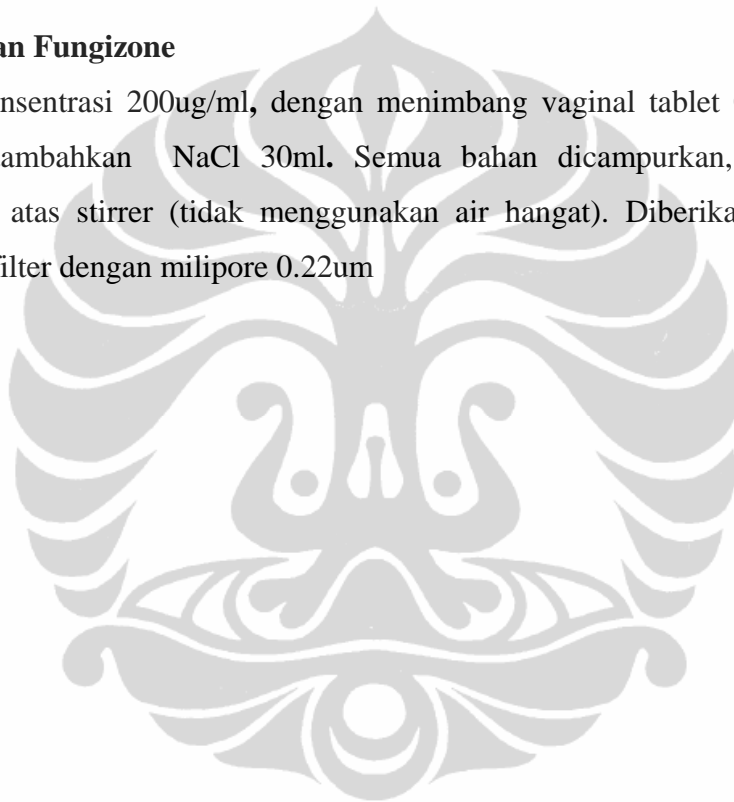 an Fungizone
nsentrasi 200ug/ml, dengan menimbang vaginal tablet
ambahkan NaCl 30ml. Semua bahan dicampurkan,
atas stirrer (tidak menggunakan air hangat). Diberika
filter dengan milipore 0.22um